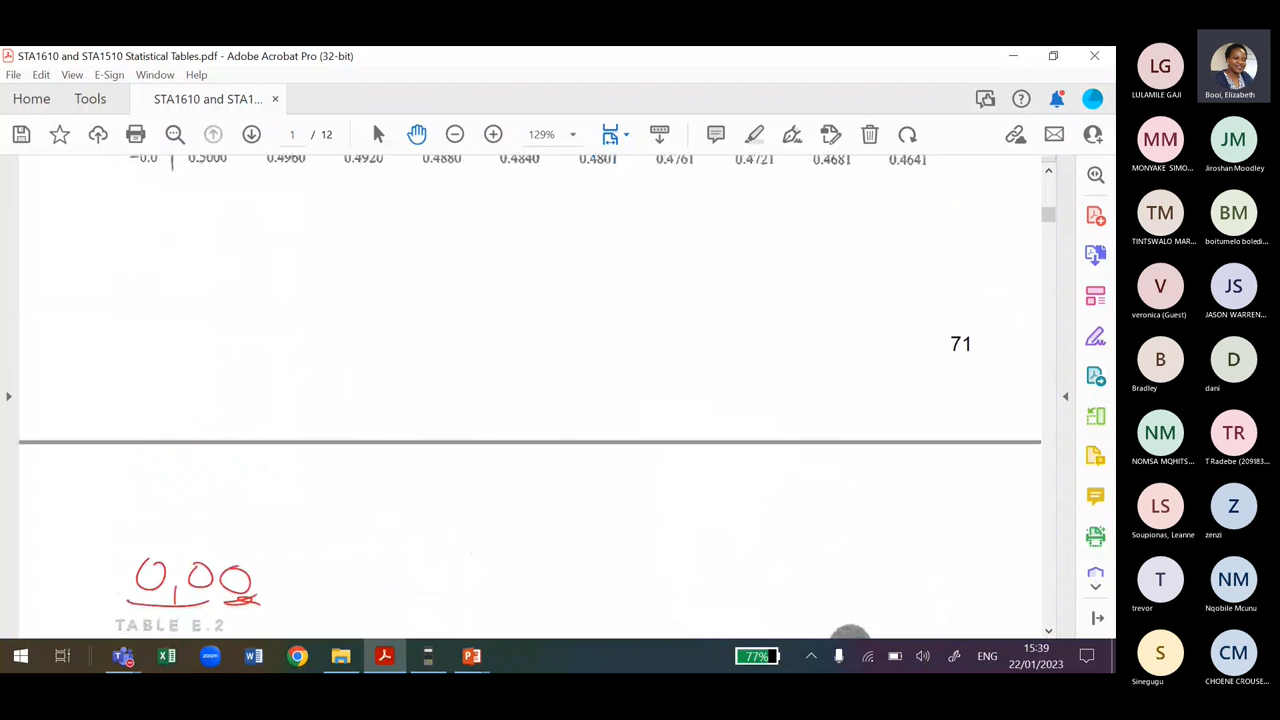 STA1610 and STA1510 Statistical Tables.pdf - Adobe Acrobat Pro (32-bit)
File Edit View E-Sign Window Help
Home Tools STA1610 and STA1... ×
1 / 12 129%
-0.0 0.5000 0.4960 0.4920 0.4880 0.4840 0.4801 0.4761 0.4721 0.4681 0.4641
71
0,00
TABLE E.2
77% ENG 15:39
22/01/2023
LG
LULAMILE GAJI Booi, Elizabeth
MM JM
MONYAKE SIMO... Jiroshan Moodley
TM BM
TINTSWALO MAR... boitumelo boledi...
V JS
veronica (Guest) JASON WARREN...
B D
Bradley dani
NM TR
NOMSA MQHITS... T Radebe (209183...
LS Z
Soupionas, Leanne zenzi
T NM
trevor Nqobile Mcunu
S CM
Sinegugu CHOENE CROUSE...